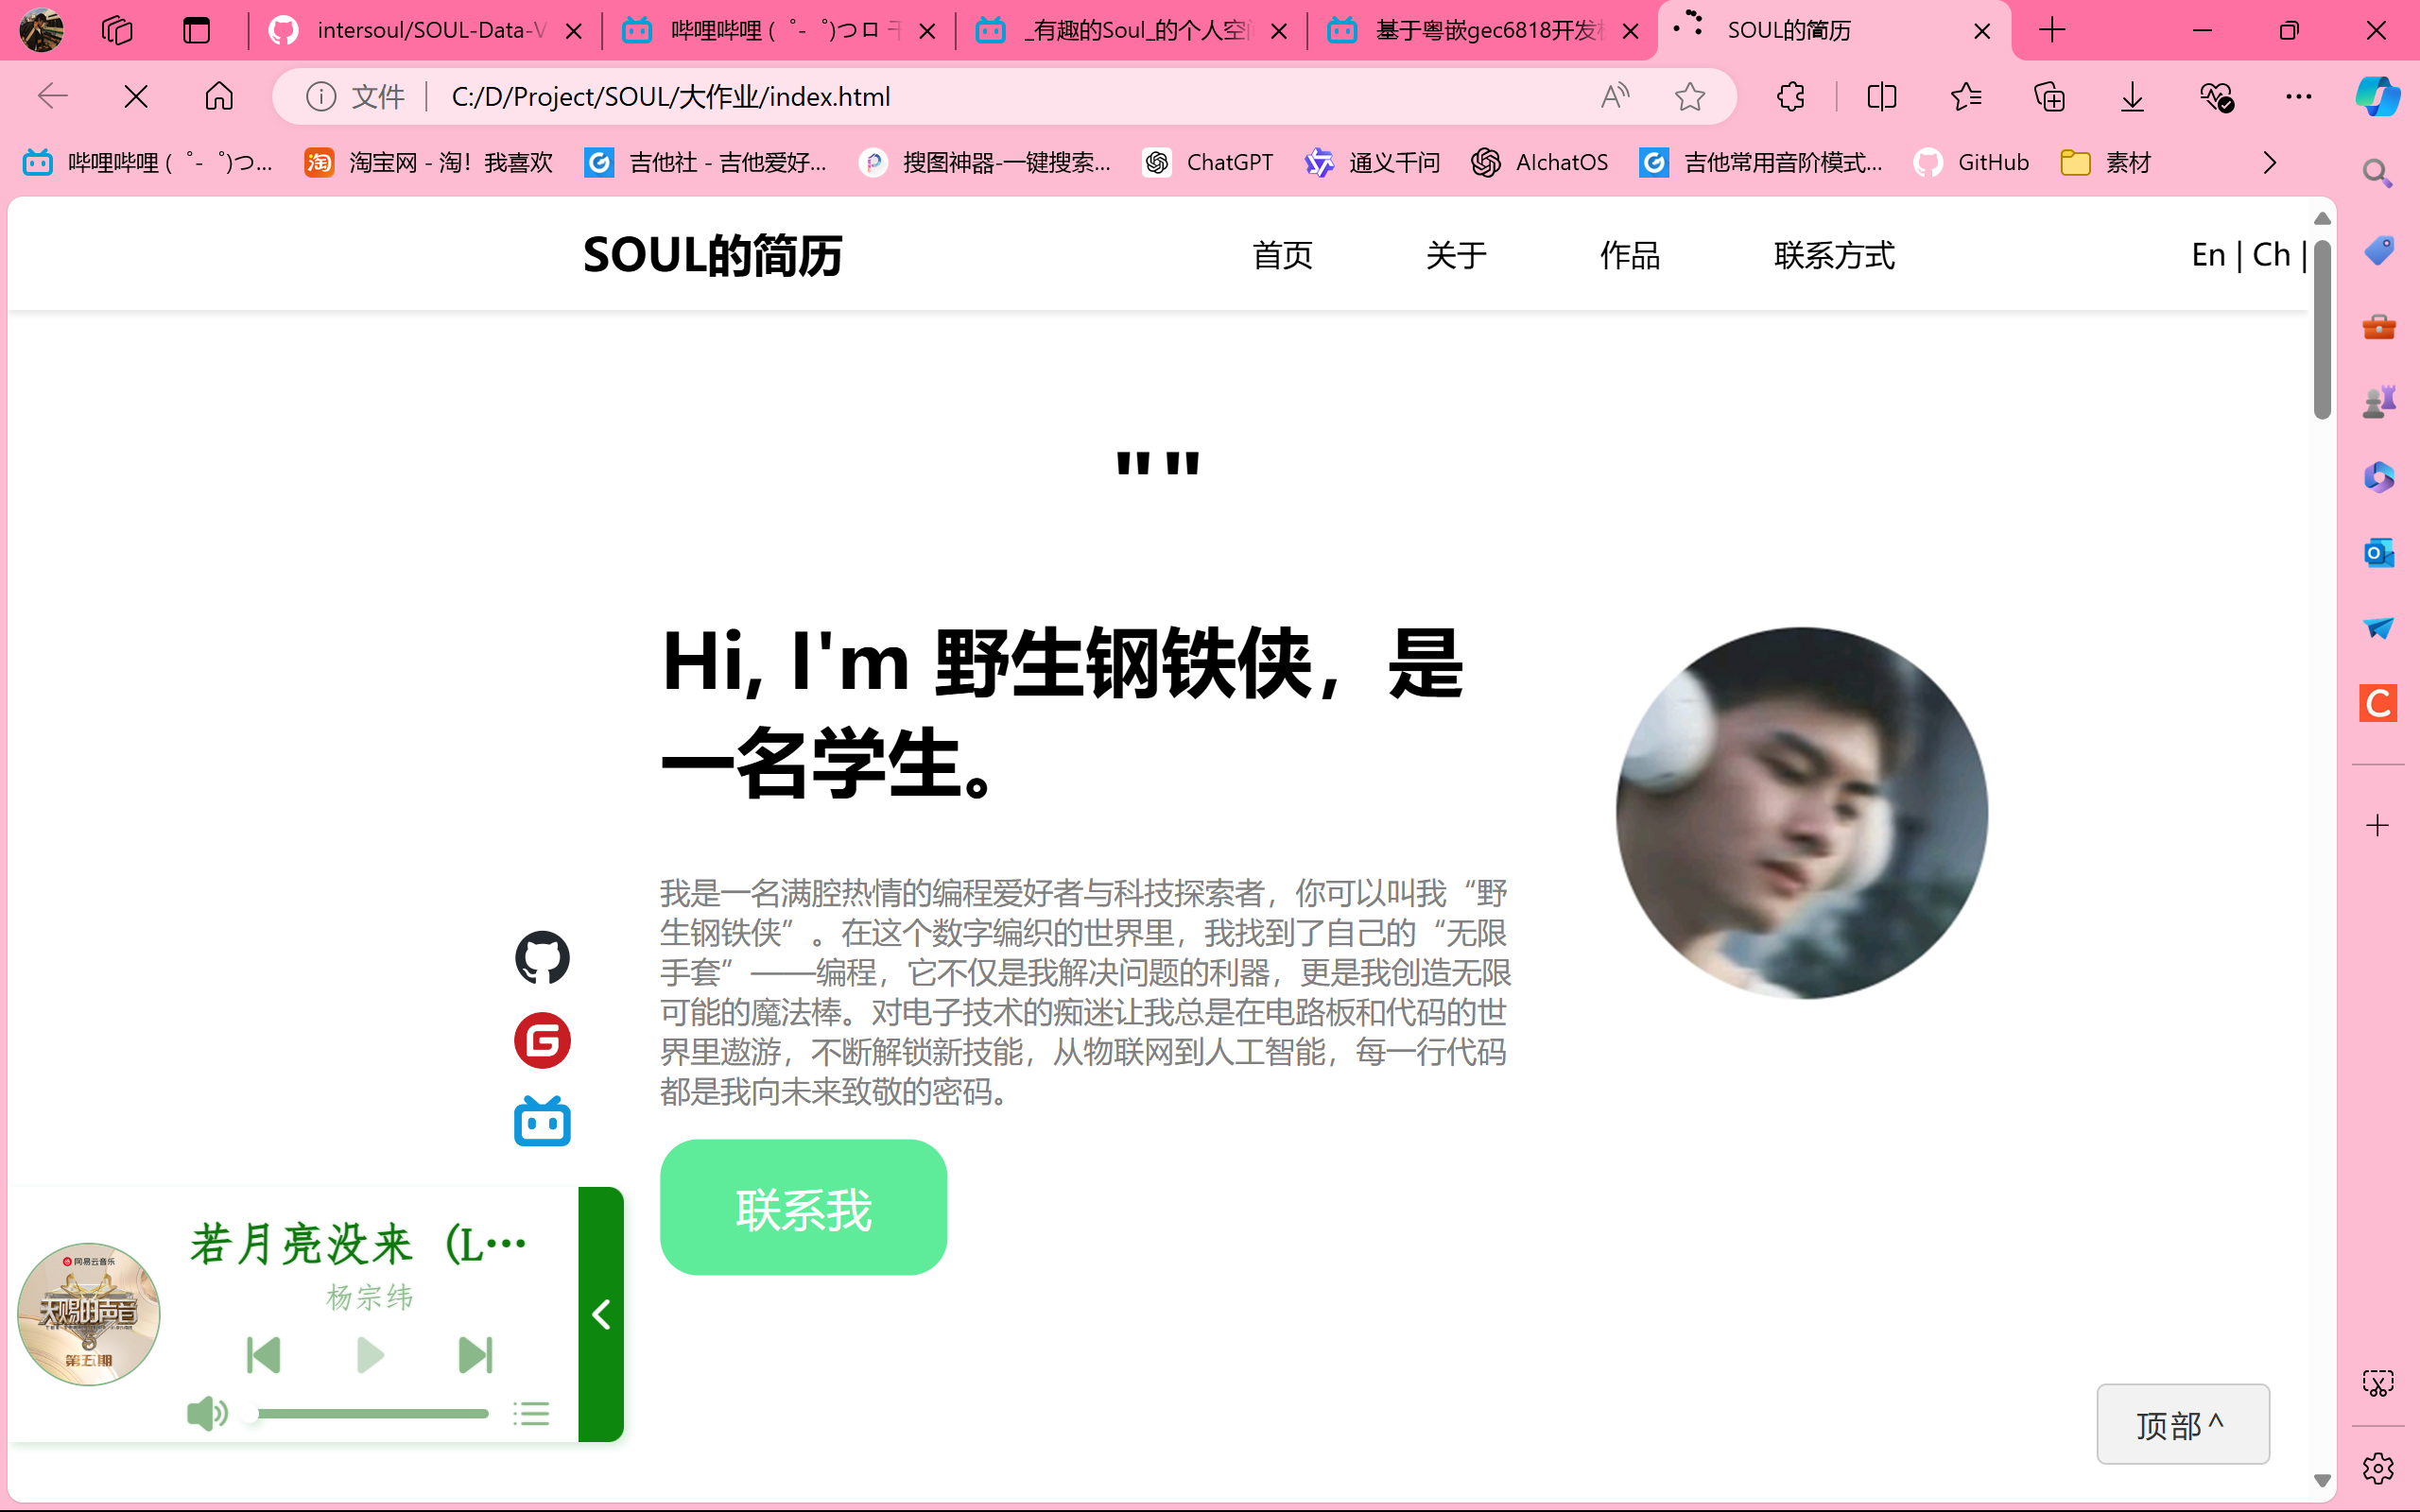 intersoul/SOUL-Data-V
哔哩哔哩 (゜-゜)つロ 干
_有趣的Soul_的个人空间
基于粤嵌gec6818开发板
SOUL的简历
文件
C:/D/Project/SOUL/大作业/index.html
哔哩哔哩 (゜-゜)つ...
淘宝网 - 淘！我喜欢
吉他社 - 吉他爱好...
搜图神器-一键搜索...
ChatGPT
通义千问
AIchatOS
吉他常用音阶模式...
GitHub
素材
SOUL的简历
首页
关于
作品
联系方式
En | Ch |
" "
Hi, I'm 野生钢铁侠，是
一名学生。
我是一名满腔热情的编程爱好者与科技探索者，你可以叫我“野
生钢铁侠”。在这个数字编织的世界里，我找到了自己的“无限
手套”——编程，它不仅是我解决问题的利器，更是我创造无限
可能的魔法棒。对电子技术的痴迷让我总是在电路板和代码的世
界里遨游，不断解锁新技能，从物联网到人工智能，每一行代码
都是我向未来致敬的密码。
联系我
网易云音乐
天赐的声音
第五期
若月亮没来（L…
杨宗纬
顶部^